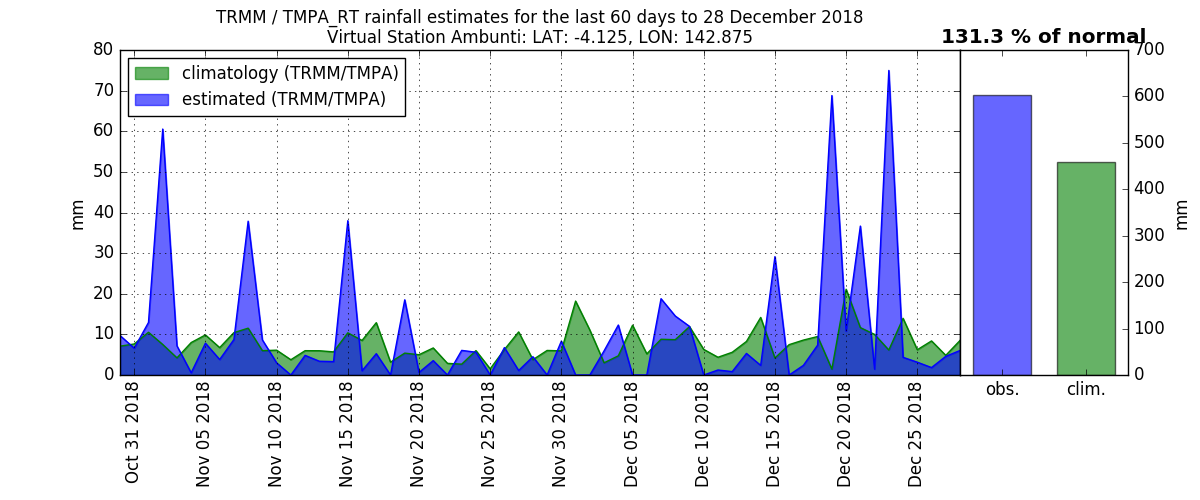 TRMM / TMPA_RT rainfall estimates for the last 60 days to 28 December 2018
Virtual Station Ambunti: LAT: -4.125, LON: 142.875
131.3 % of normal
climatology (TRMM/TMPA)
estimated (TRMM/TMPA)
mm
80
70
60
50
40
30
20
10
0
Oct 31 2018
Nov 05 2018
Nov 10 2018
Nov 15 2018
Nov 20 2018
Nov 25 2018
Nov 30 2018
Dec 05 2018
Dec 10 2018
Dec 15 2018
Dec 20 2018
Dec 25 2018
obs.
clim.
700
600
500
400
300
200
100
0
mm